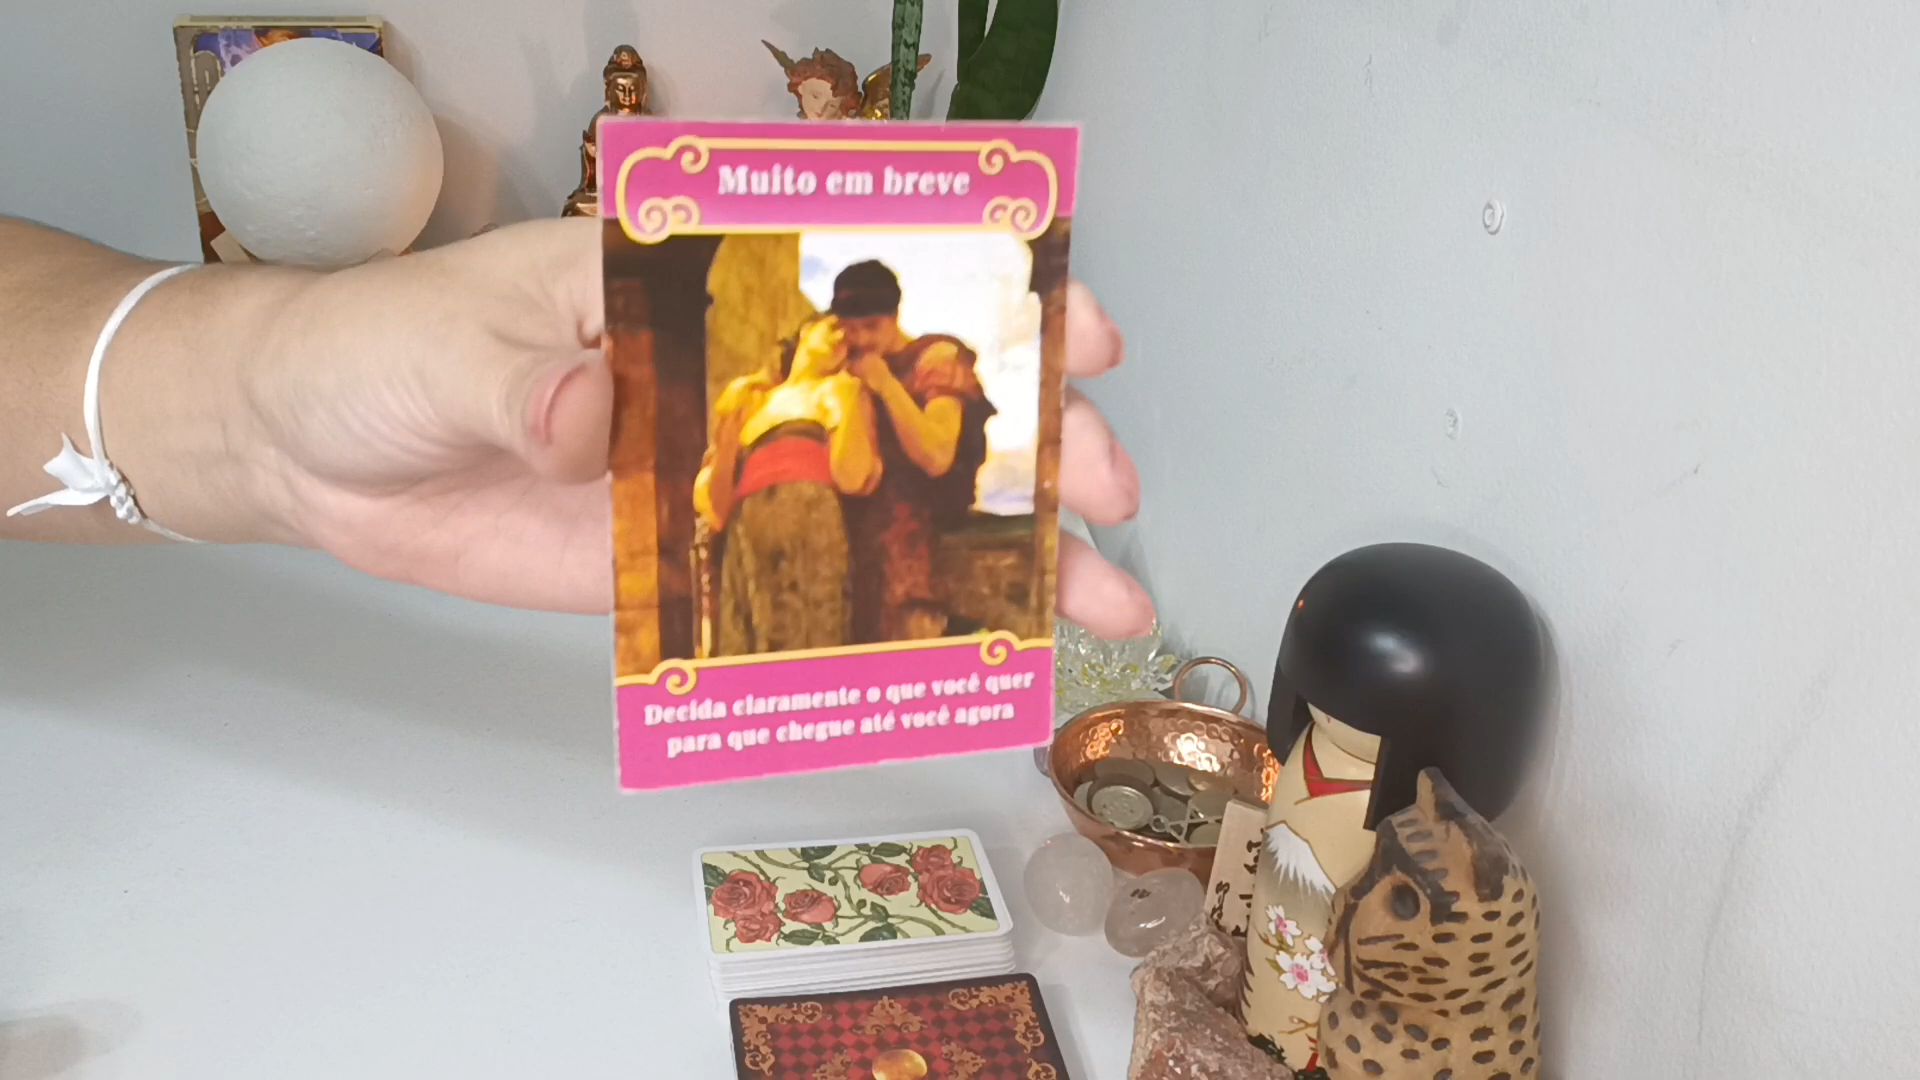 Muito em breve
Decida claramente o que você quer
para que chegue até você agora